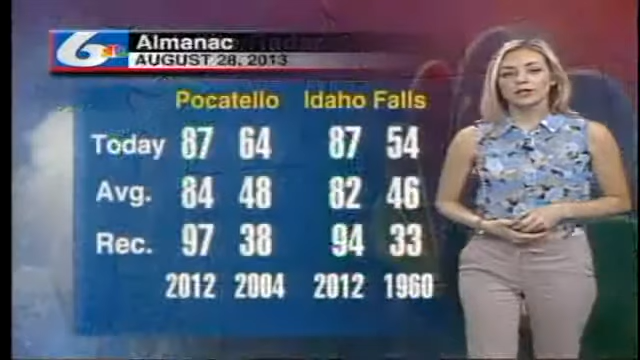 6 Almanac
AUGUST 28, 2013
Pocatello Idaho Falls
Today 87 64 87 54
Avg. 84 48 82 46
Rec. 97 38 94 33
2012 2004 2012 1960